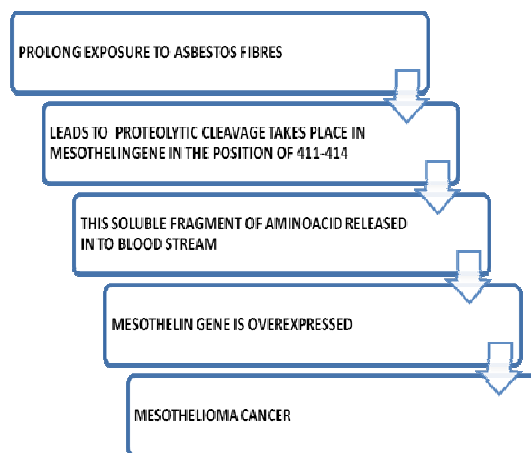 PROLONG EXPOSURE TO ASBESTOS FIBRES
LEADS TO PROTEOLYTIC CLEAVAGE TAKES PLACE IN
MESOTHELINGENE IN THE POSITION OF 411-414
THIS SOLUBLE FRAGMENT OF AMINOACID RELEASED
IN TO BLOOD STREAM
MESOTHELIN GENE IS OVEREXPRESSED
MESOTHELIOMA CANCER